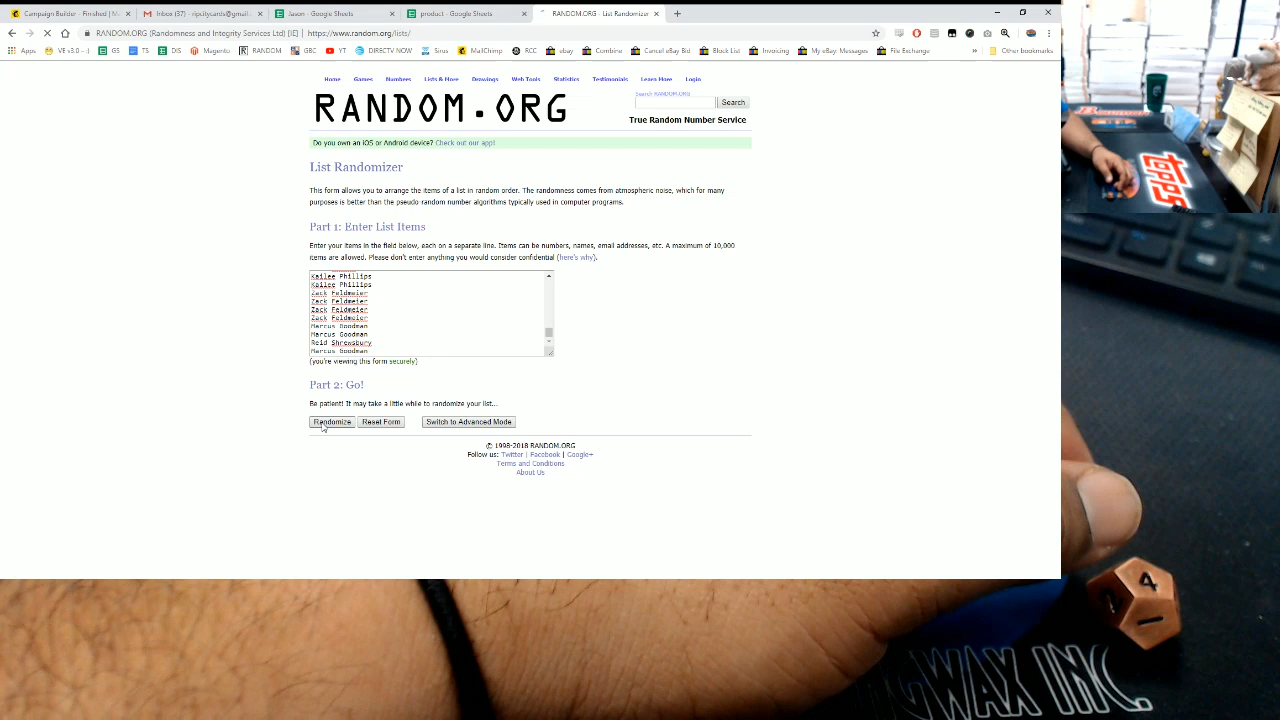 Campaign Builder - Finished | M
Inbox (37) - ripcitycards@gmail.
Jason - Google Sheets
product - Google Sheets
RANDOM.ORG - List Randomizer
RANDOM.ORG (Randomness and Integrity Services Ltd) [IE] | https://www.random.org/lists
Apps
VE v3.0 --->
GS
DIS
Magento
RANDOM
GBC
YT
DIRECTV NOW
Sirus
MailChimp
RCC
ebay
Combine
Cancel eBay Bid
Block List
Invoicing
My eBay: Messages
File Exchange
»
Other bookmarks
Home
Games
Numbers
Lists & More
Drawings
Web Tools
Statistics
Testimonials
Learn More
Login
RANDOM.ORG
Search RANDOM.ORG
Search
True Random Number Service
Do you own an iOS or Android device? Check out our app!
List Randomizer
This form allows you to arrange the items of a list in random order. The randomness comes from atmospheric noise, which for many
purposes is better than the pseudo-random number algorithms typically used in computer programs.
Part 1: Enter List Items
Enter your items in the field below, each on a separate line. Items can be numbers, names, email addresses, etc. A maximum of 10,000
items are allowed. Please don't enter anything you would consider confidential (here's why).
Kailee Phillips
Kailee Phillips
Zack Feldmeier
Zack Feldmeier
Zack Feldmeier
Zack Feldmeier
Marcus Goodman
Marcus Goodman
Reid Shrewsbury
Marcus Goodman
(you're viewing this form securely)
Part 2: Go!
Be patient! It may take a little while to randomize your list...
Randomize
Reset Form
Switch to Advanced Mode
© 1998-2018 RANDOM.ORG
Follow us: Twitter | Facebook | Google+
Terms and Conditions
About Us
topps
4
2
1
GWAX INC.